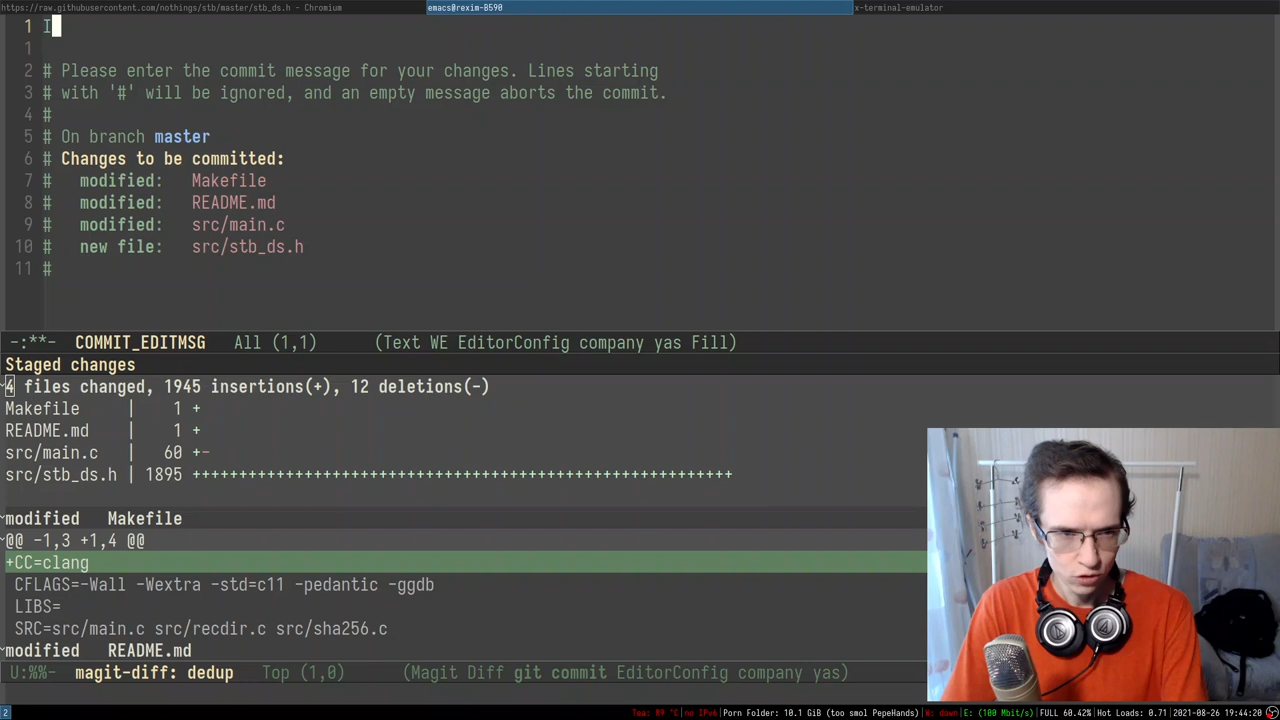 https://raw.githubusercontent.com/nothings/stb/master/stb_ds.h - Chromium
emacs@rexim-B590
x-terminal-emulator
1 I
1
2 # Please enter the commit message for your changes. Lines starting
3 # with '#' will be ignored, and an empty message aborts the commit.
4 #
5 # On branch master
6 # Changes to be committed:
7 #   modified:   Makefile
8 #   modified:   README.md
9 #   modified:   src/main.c
10 #   new file:   src/stb_ds.h
11 #
-:**-  COMMIT_EDITMSG   All (1,1)      (Text WE EditorConfig company yas Fill)
Staged changes
4 files changed, 1945 insertions(+), 12 deletions(-)
Makefile     |    1 +
README.md    |    1 +
src/main.c   |   60 +-
src/stb_ds.h | 1895 ++++++++++++++++++++++++++++++++++++++++++++++++++++++++++
modified   Makefile
@@ -1,3 +1,4 @@
+CC=clang
CFLAGS=-Wall -Wextra -std=c11 -pedantic -ggdb
LIBS=
SRC=src/main.c src/recdir.c src/sha256.c
modified   README.md
U:%%-  magit-diff: dedup   Top (1,0)      (Magit Diff git commit EditorConfig company yas)
2
Tea: 89 °C|no IPv6|Porn Folder: 10.1 GiB (too smol PepeHands)|W: down|E: (100 Mbit/s)|FULL 60.42%|Hot Loads: 0.71|2021-08-26 19:44:20